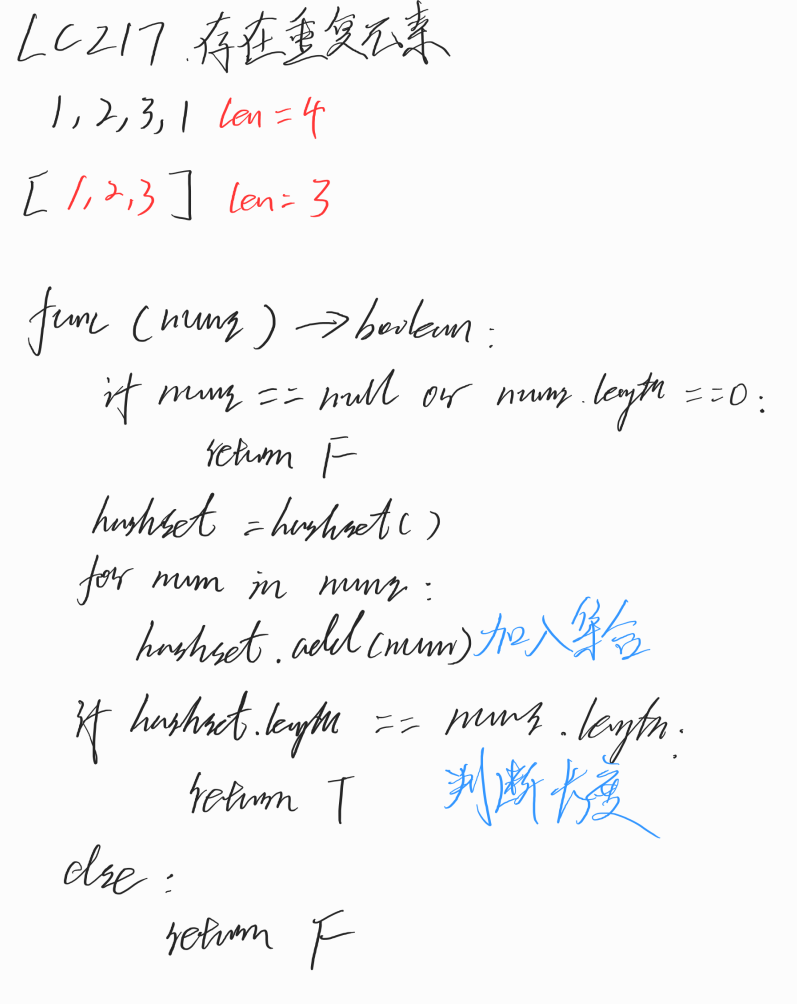 LC217.存在重复元素
1,2,3,1 len=4
[1,2,3] len=3
func(nums)→boolean:
if nums==null or nums.length==0:
return F
hashset=hashset()
for num in nums:
hashset.add(num)加入集合
if hashset.length == nums.length:
return T 判断长度
else:
return F